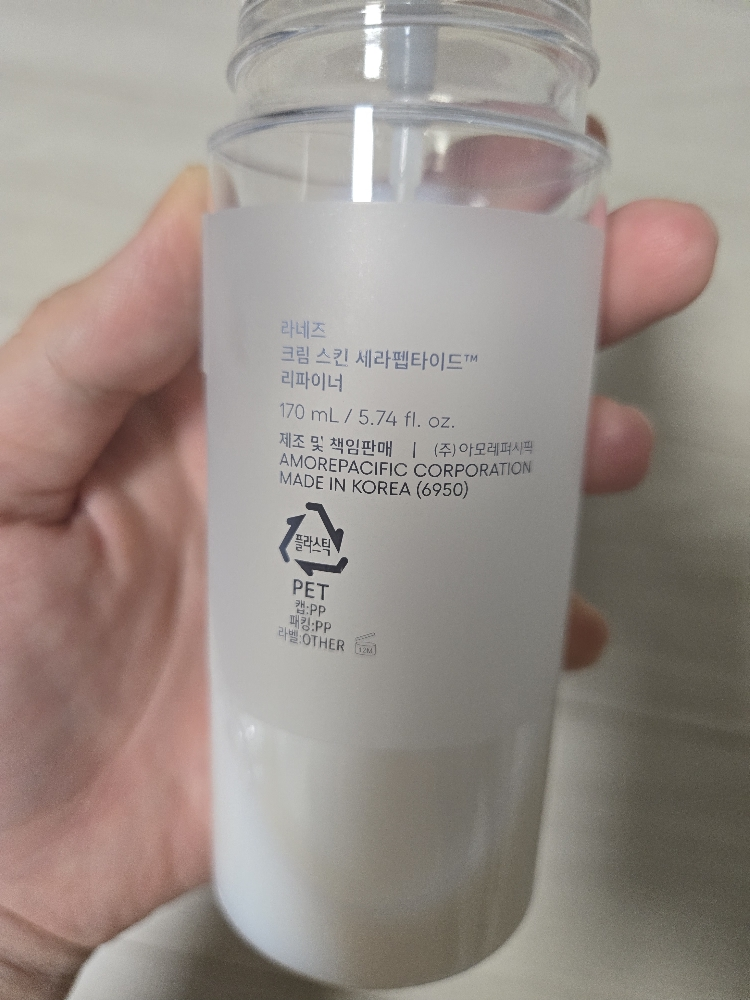 라네즈
크림 스킨 세라펩타이드™
리파이너
170 mL / 5.74 fl. oz.
제조 및 책임판매 | (주)아모레퍼시픽
AMOREPACIFIC CORPORATION
MADE IN KOREA (6950)
플라스틱
PET
캡:PP
패킹:PP
라벨:OTHER 12M